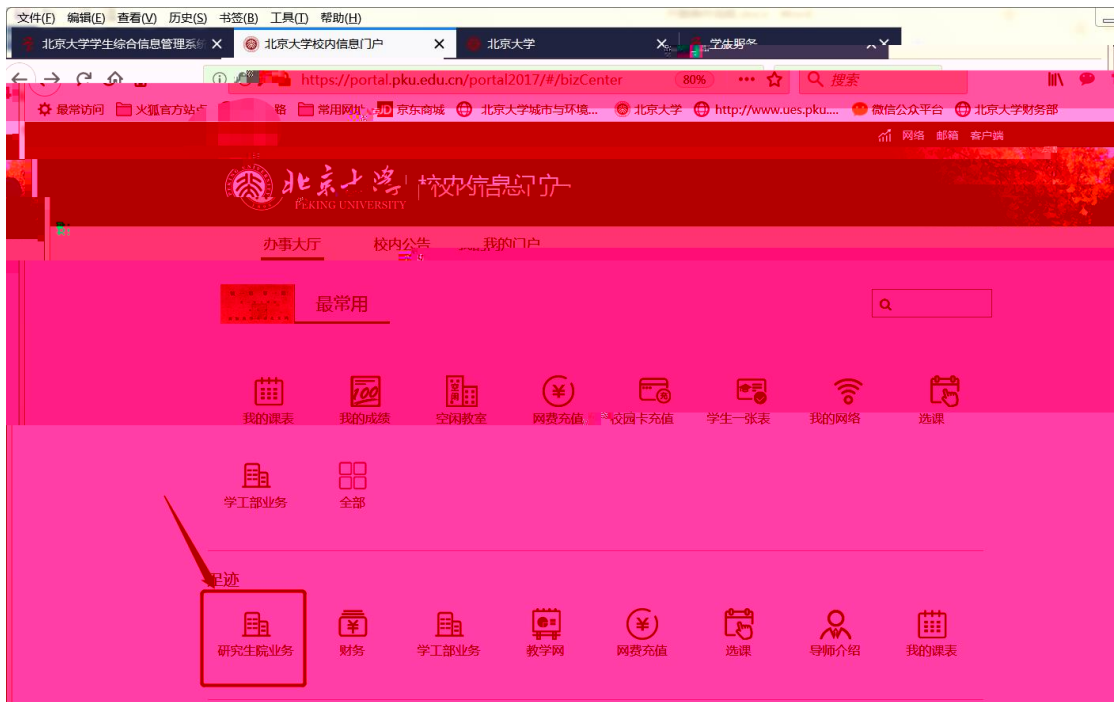 文件(F) 编辑(E) 查看(V) 历史(S) 书签(B) 工具(T) 帮助(H)
北京大学学生综合信息管理系统 北京大学校内信息门户 北京大学
https://portal.pku.edu.cn/portal2017/#/bizCenter 80% 搜索
最常访问 火狐官方站点 常用网址 JD 京东商城 北京大学城市与环境... 北京大学 http://www.ues.pku.... 微信公众平台 北京大学财务部
网络 邮箱 客户端
北京大学 校内信息门户
PEKING UNIVERSITY
办事大厅 校内公告 我的门户
最常用
我的课表 我的成绩 空闲教室 网费充值 校园卡充值 学生一张表 我的网络 选课
学工部业务 全部
足迹
研究生院业务 财务 学工部业务 教学网 网费充值 选课 导师介绍 我的课表